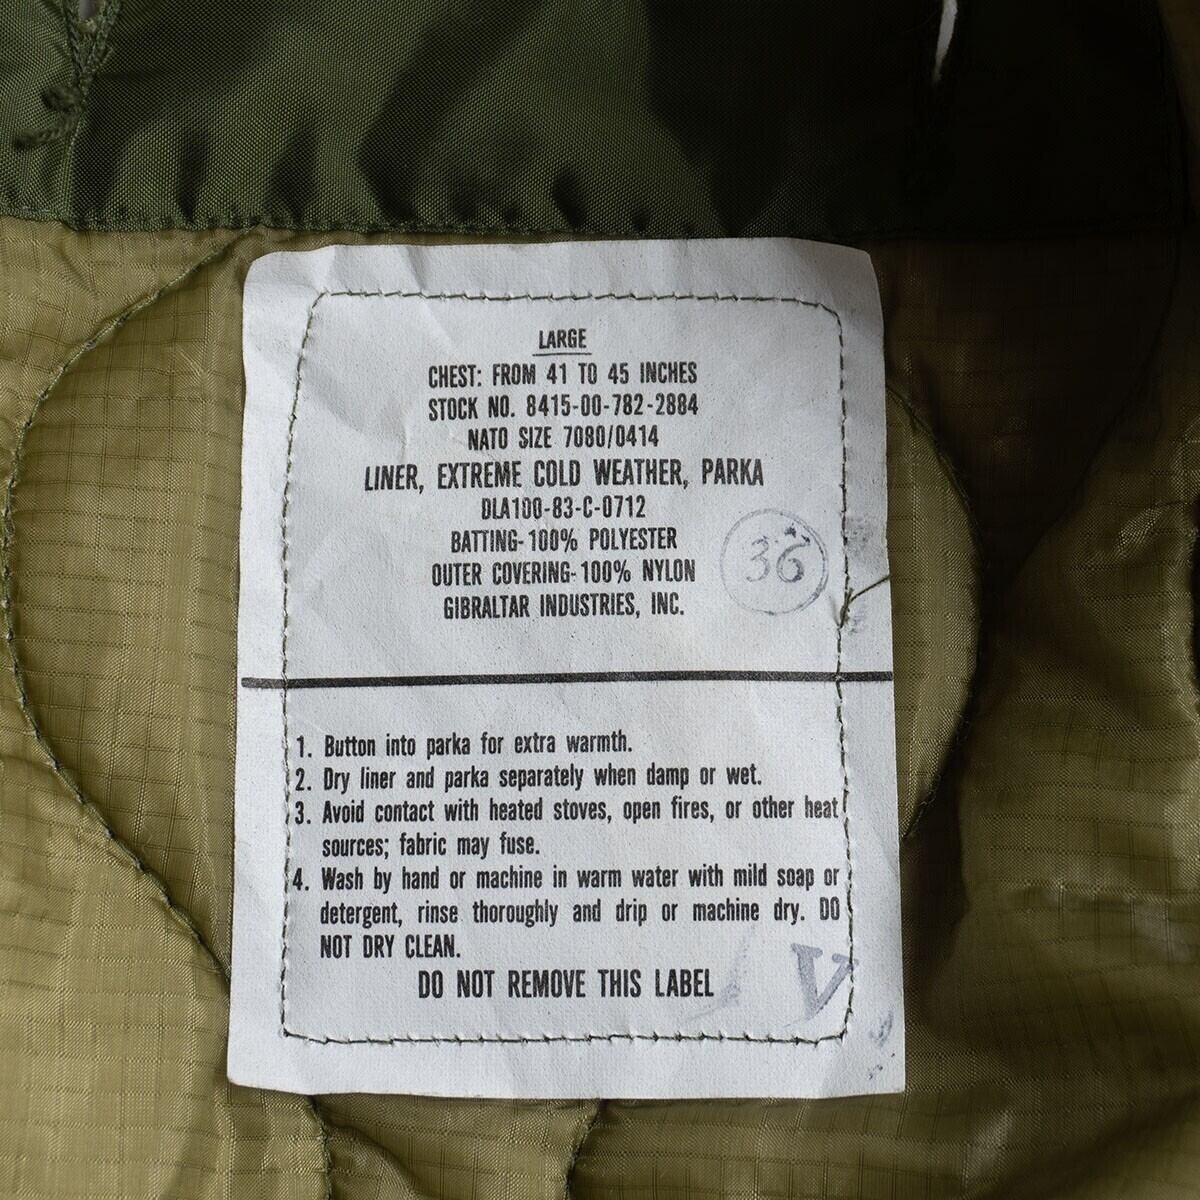 LARGE
CHEST: FROM 41 TO 45 INCHES
STOCK NO. 8415-00-782-2884
NATO SIZE 7080/0414
LINER, EXTREME COLD WEATHER, PARKA
DLA100-83-C-0712
BATTING-100% POLYESTER
OUTER COVERING-100% NYLON
GIBRALTAR INDUSTRIES, INC.
36
1. Button into parka for extra warmth.
2. Dry liner and parka separately when damp or wet.
3. Avoid contact with heated stoves, open fires, or other heat
sources; fabric may fuse.
4. Wash by hand or machine in warm water with mild soap or
detergent, rinse thoroughly and drip or machine dry. DO
NOT DRY CLEAN.
DO NOT REMOVE THIS LABEL
V